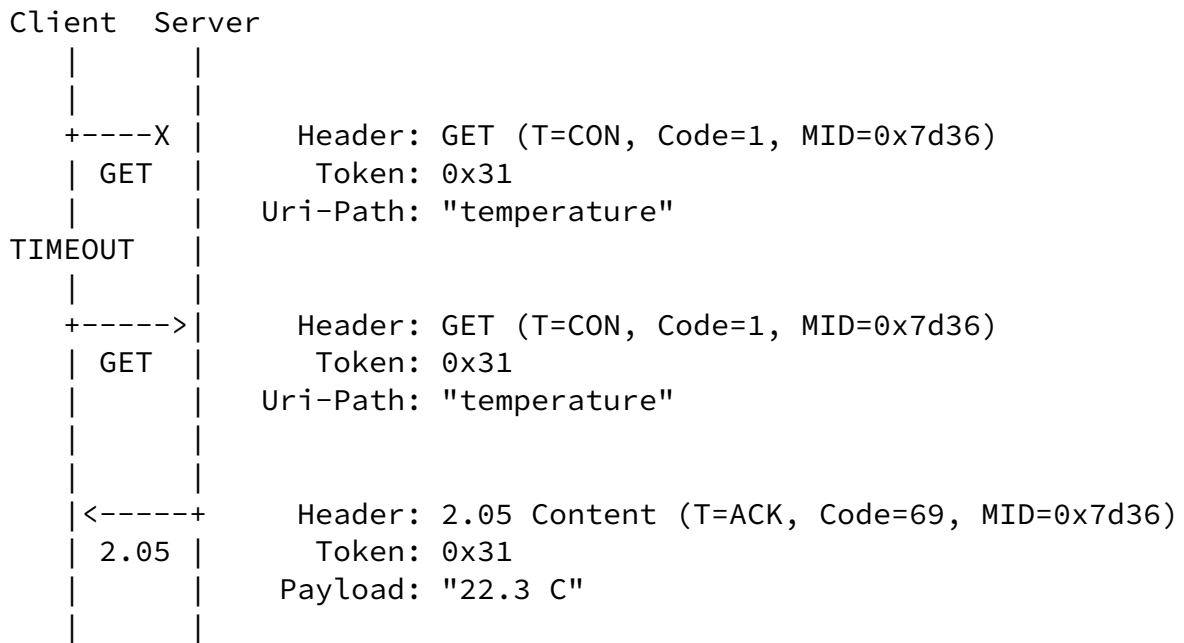 Client  Server
   |      |
   |      |
   +----X |     Header: GET (T=CON, Code=1, MID=0x7d36)
   | GET  |      Token: 0x31
   |      |   Uri-Path: "temperature"
TIMEOUT   |
   |      |
   +----->|     Header: GET (T=CON, Code=1, MID=0x7d36)
   | GET  |      Token: 0x31
   |      |   Uri-Path: "temperature"
   |      |
   |      |
   |<-----+     Header: 2.05 Content (T=ACK, Code=69, MID=0x7d36)
   | 2.05 |      Token: 0x31
   |      |    Payload: "22.3 C"
   |      |